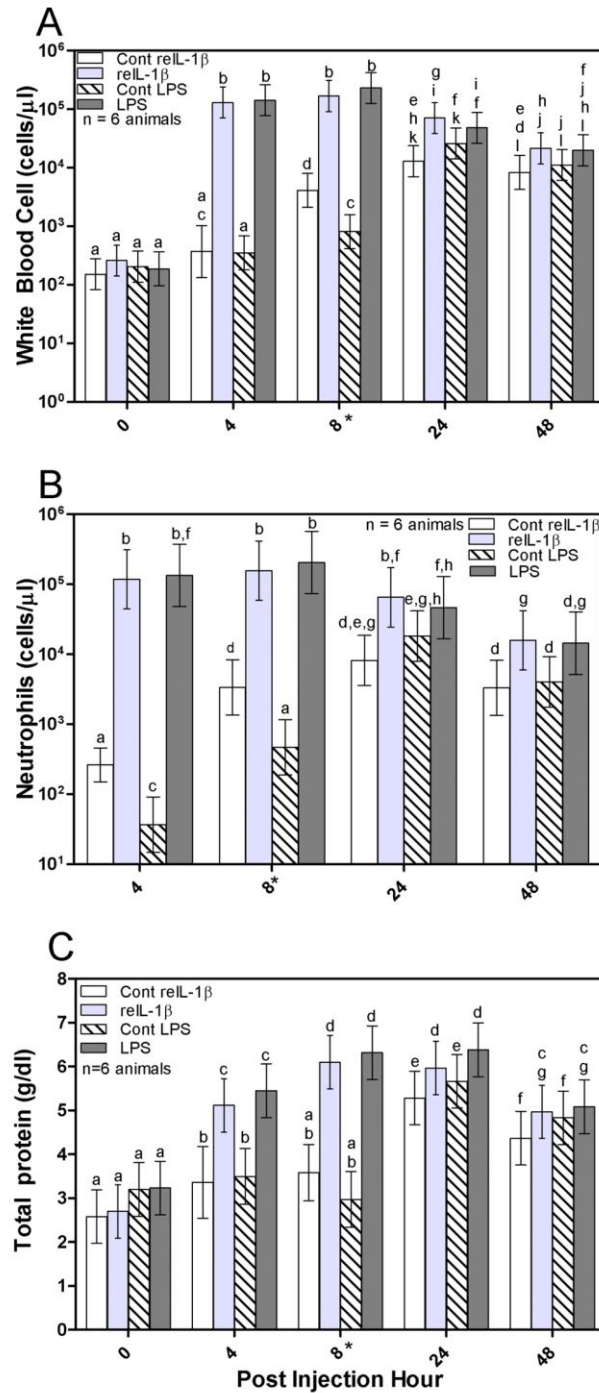 A
White Blood Cell (cells/µl)
10⁶
10⁵
10⁴
10³
10²
10¹
10⁰
Cont reIL-1β
reIL-1β
Cont LPS
LPS
n = 6 animals
a a a a
a
c
b
a
b
d
b
c
b
e
h
k
g
i
f
k
i
f
e
d
l
h
j
j
l
f
j
h
l
0 4 8* 24 48
B
Neutrophils (cells/µl)
10⁶
10⁵
10⁴
10³
10²
10¹
n = 6 animals
Cont reIL-1β
reIL-1β
Cont LPS
LPS
a b c b,f
d b a b
d,e,g b,f e,g,h f,h
d g d d,g
4 8* 24 48
C
Total protein (g/dl)
8
7
6
5
4
3
2
1
0
Cont reIL-1β
reIL-1β
Cont LPS
LPS
n=6 animals
a a a a
b c b c
a
b
d
a
b
d
e d e d
f
c
g
f
c
g
0 4 8* 24 48
Post Injection Hour